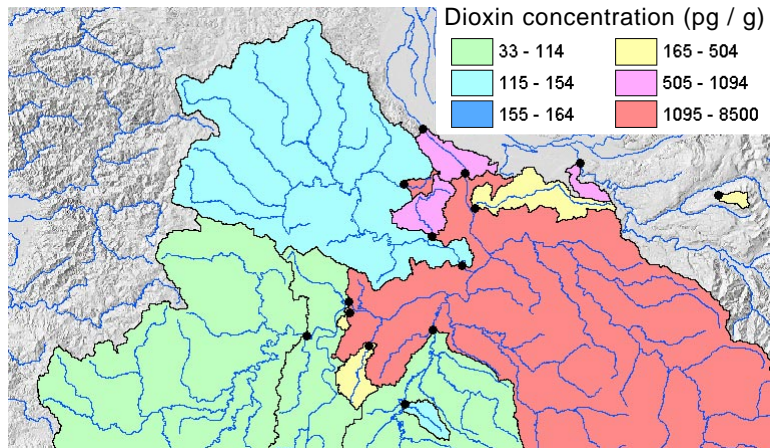 Dioxin concentration (pg / g)
33 - 114
165 - 504
115 - 154
505 - 1094
155 - 164
1095 - 8500